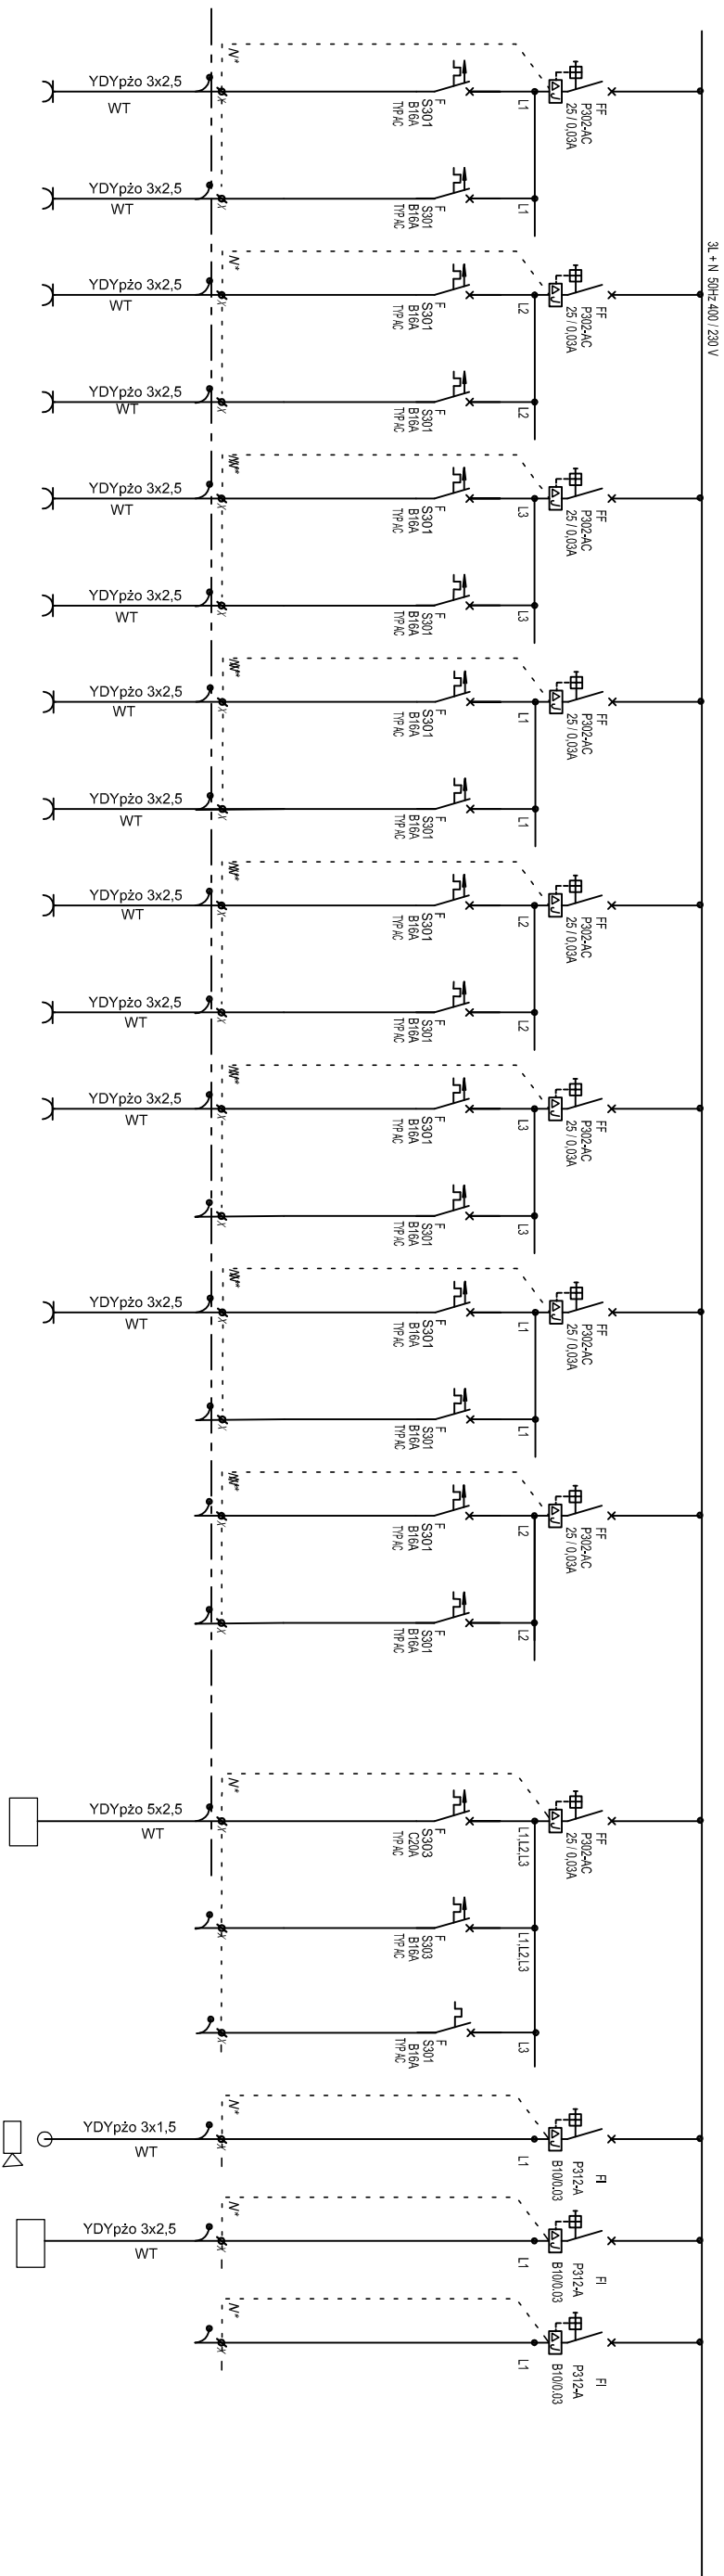 3L + N 50Hz 400 / 230 V
N*
YDYpżo 3x2,5
WT
X
F
S301
B16A
TYP AC
L1
FF
P302-AC
25 / 0,03A
YDYpżo 3x2,5
WT
X
F
S301
B16A
TYP AC
L1
N*
YDYpżo 3x2,5
WT
X
F
S301
B16A
TYP AC
L2
FF
P302-AC
25 / 0,03A
YDYpżo 3x2,5
WT
X
F
S301
B16A
TYP AC
L2
YDYpżo 3x2,5
WT
X
F
S301
B16A
TYP AC
L3
FF
P302-AC
25 / 0,03A
YDYpżo 3x2,5
WT
X
F
S301
B16A
TYP AC
L3
YDYpżo 3x2,5
WT
X
F
S301
B16A
TYP AC
L1
FF
P302-AC
25 / 0,03A
YDYpżo 3x2,5
WT
X
F
S301
B16A
TYP AC
L1
YDYpżo 3x2,5
WT
X
F
S301
B16A
TYP AC
L2
FF
P302-AC
25 / 0,03A
YDYpżo 3x2,5
WT
X
F
S301
B16A
TYP AC
L2
YDYpżo 3x2,5
WT
X
F
S301
B16A
TYP AC
L3
FF
P302-AC
25 / 0,03A
X
F
S301
B16A
TYP AC
L3
YDYpżo 3x2,5
WT
X
F
S301
B16A
TYP AC
L1
FF
P302-AC
25 / 0,03A
X
F
S301
B16A
TYP AC
L1
X
F
S301
B16A
TYP AC
L2
FF
P302-AC
25 / 0,03A
X
F
S301
B16A
TYP AC
L2
N*
YDYpżo 5x2,5
WT
X
F
S303
C20A
TYP AC
L1,L2,L3
FF
P302-AC
25 / 0,03A
X
F
S303
B16A
TYP AC
L1,L2,L3
X
F
S301
B16A
TYP AC
L3
N*
YDYpżo 3x1,5
WT
X
L1
FI
P312-A
B10/0.03
N*
YDYpżo 3x2,5
WT
X
L1
FI
P312-A
B10/0.03
N*
X
L1
FI
P312-A
B10/0.03